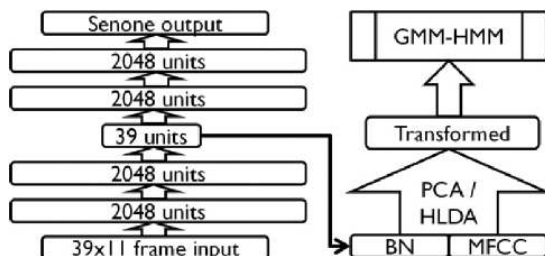 Senone output
2048 units
2048 units
39 units
2048 units
2048 units
39x11 frame input
GMM-HMM
Transformed
PCA /
HLDA
BN
MFCC